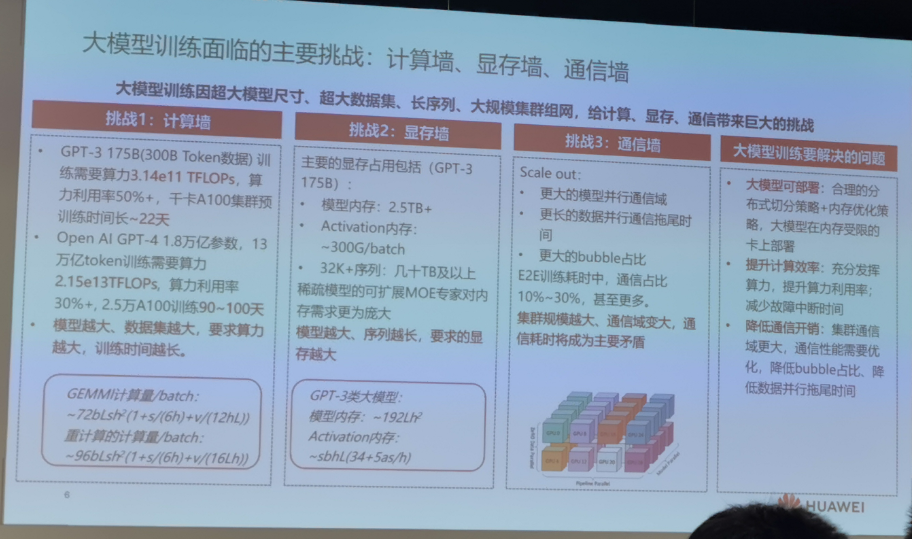 大模型训练面临的主要挑战：计算墙、显存墙、通信墙
大模型训练因超大模型尺寸、超大数据集、长序列、大规模集群组网，给计算、显存、通信带来巨大的挑战
挑战1：计算墙
• GPT-3 175B(300B Token数据) 训
练需要算力3.14e11 TFLOPs，算
力利用率50%+，千卡A100集群预
训练时间长~22天
• Open AI GPT-4 1.8万亿参数，13
万亿token训练需要算力
2.15e13TFLOPS，算力利用率
30%+, 2.5万A100训练90~100天
• 模型越大、数据集越大，要求算力
越大，训练时间越长。
GEMM计算量/batch：
~72bLsh²(1+s/(6h)+v/(12hL))
重计算的计算量/batch：
~96bLsh²(1+s/(6h)+v/(16Lh))
挑战2：显存墙
主要的显存占用包括（GPT-3
175B）：
• 模型内存：2.5TB+
• Activation内存：
~300G/batch
• 32K+序列：几十TB及以上
稀疏模型的可扩展MOE专家对内
存需求更为庞大
模型越大、序列越长，要求的显
存越大
GPT-3类大模型：
模型内存：~192Lh²
Activation内存：
~sbhL(34+5as/h)
挑战3：通信墙
Scale out：
• 更大的模型并行通信域
• 更长的数据并行通信拖尾时
间
• 更大的bubble占比
E2E训练耗时中，通信占比
10%~30%，甚至更多。
集群规模越大、通信域变大，通
信耗时将成为主要矛盾
Pipeline Parallel
Model Parallel
大模型训练要解决的问题
• 大模型可部署：合理的分
布式切分策略+内存优化策
略，大模型在内存受限的
卡上部署
• 提升计算效率：充分发挥
算力，提升算力利用率；
减少故障中断时间
• 降低通信开销：集群通信
域更大，通信性能需要优
化，降低bubble占比、降
低数据并行拖尾时间
6
HUAWEI